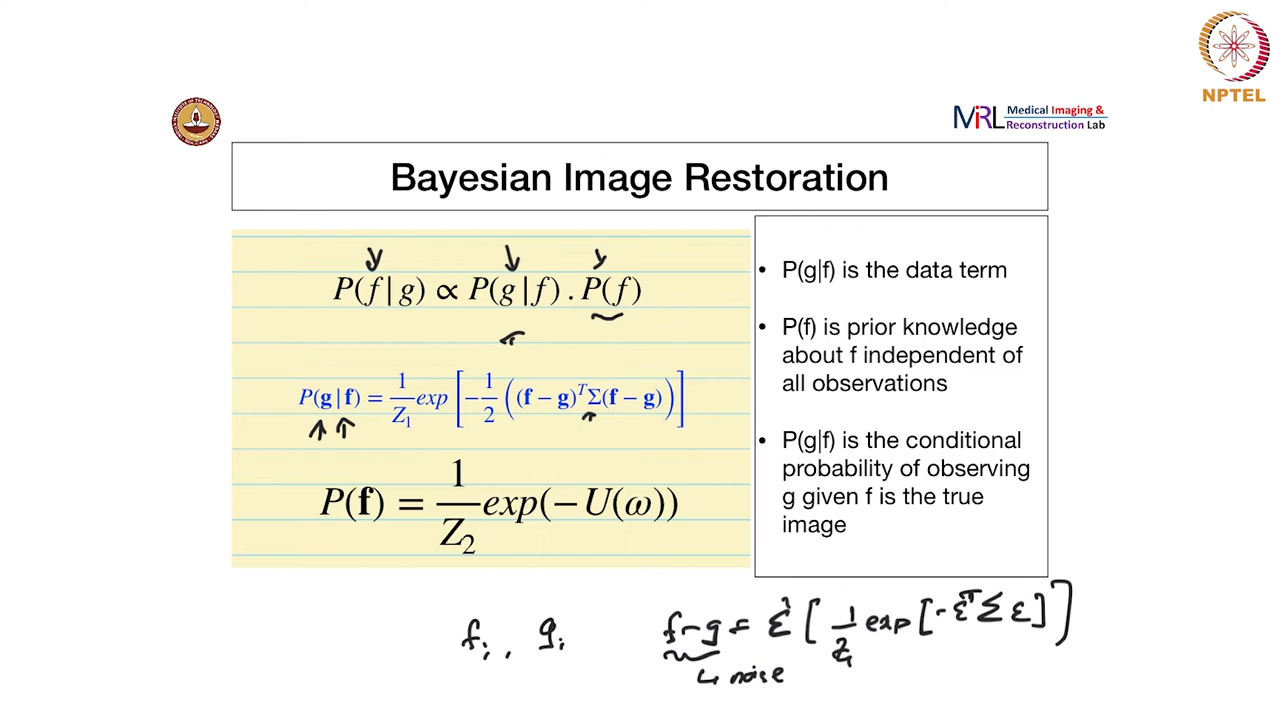 NPTEL
MiRL Medical Imaging &
Reconstruction Lab
Bayesian Image Restoration
P(f | g) ∝ P(g | f) . P(f)
P(g | f) = 1/Z₁ exp [ −1/2 ( (f − g)ᵀ Σ (f − g) ) ]
P(f) = 1/Z₂ exp(− U(ω))
• P(g|f) is the data term
• P(f) is prior knowledge
about f independent of
all observations
• P(g|f) is the conditional
probability of observing
g given f is the true
image
fᵢ , gᵢ f − g = ε [ 1/Z₁ exp [ - εᵀ Σ ε ] ]
↳ noise